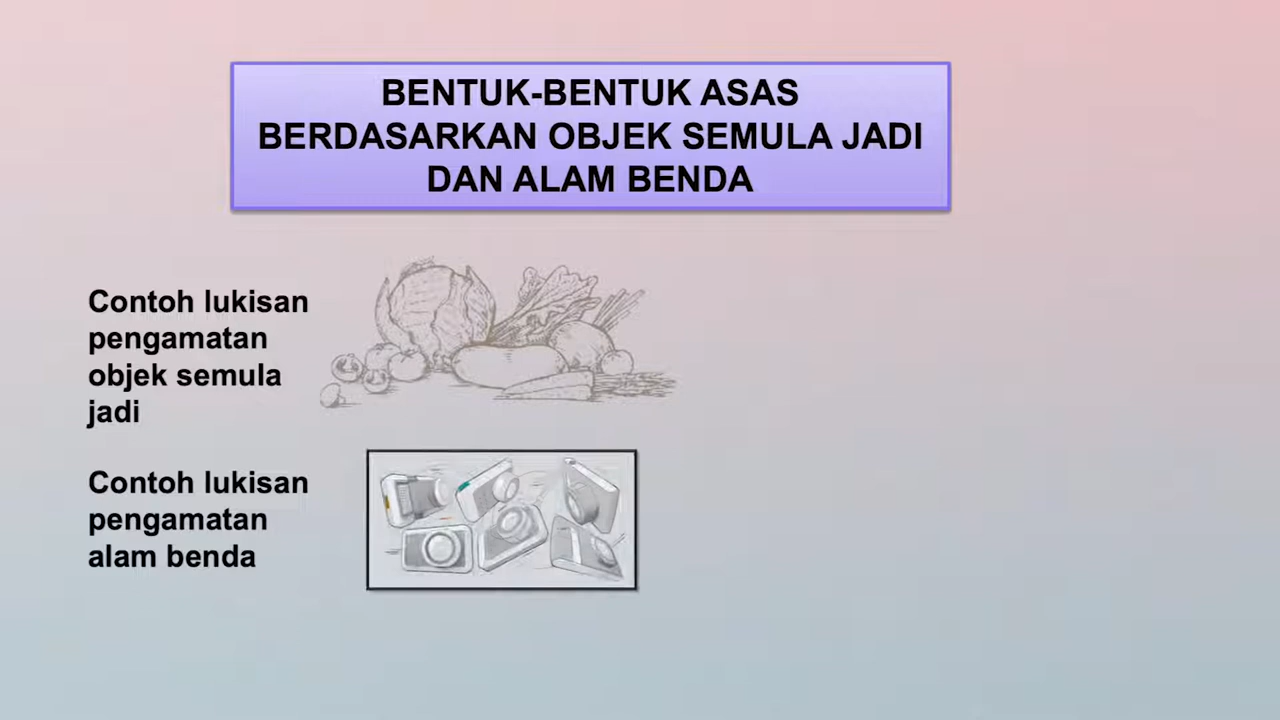 BENTUK-BENTUK ASAS
BERDASARKAN OBJEK SEMULA JADI
DAN ALAM BENDA
Contoh lukisan
pengamatan
objek semula
jadi
Contoh lukisan
pengamatan
alam benda